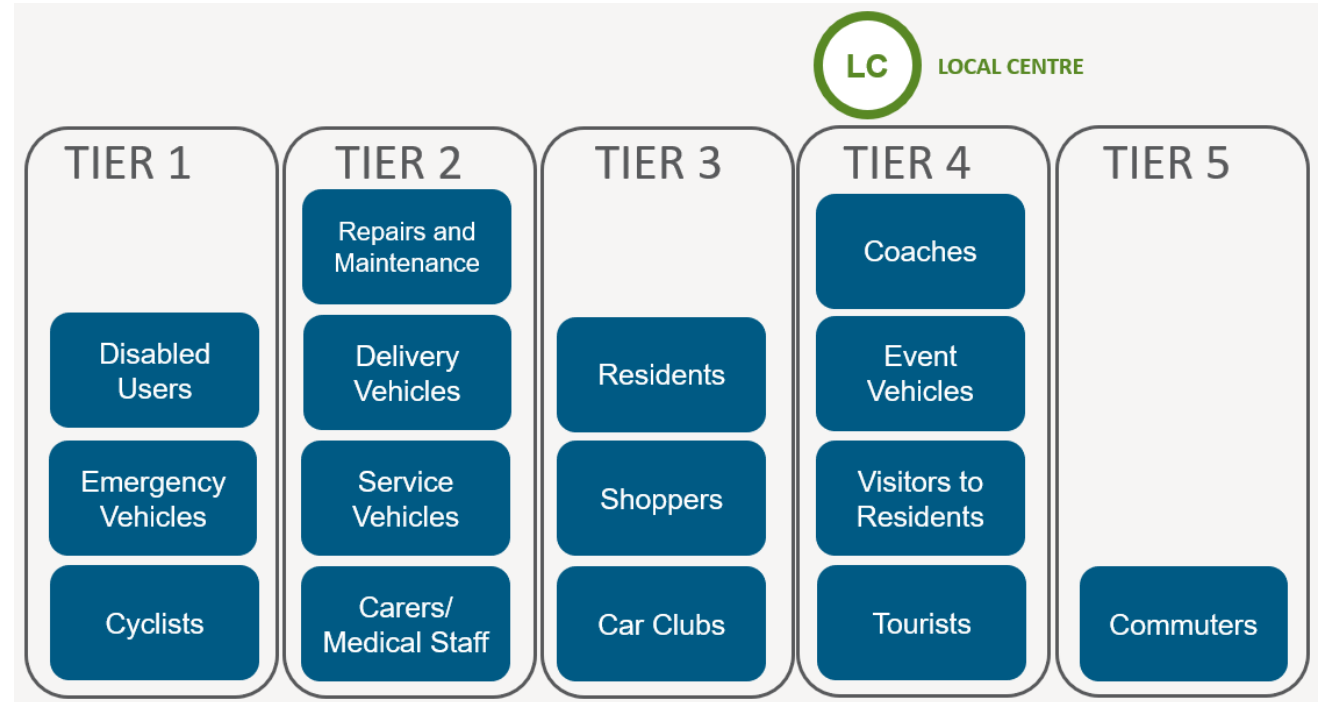 LC
LOCAL CENTRE
TIER 1
Disabled
Users
Emergency
Vehicles
Cyclists
TIER 2
Repairs and
Maintenance
Delivery
Vehicles
Service
Vehicles
Carers/
Medical Staff
TIER 3
Residents
Shoppers
Car Clubs
TIER 4
Coaches
Event
Vehicles
Visitors to
Residents
Tourists
TIER 5
Commuters